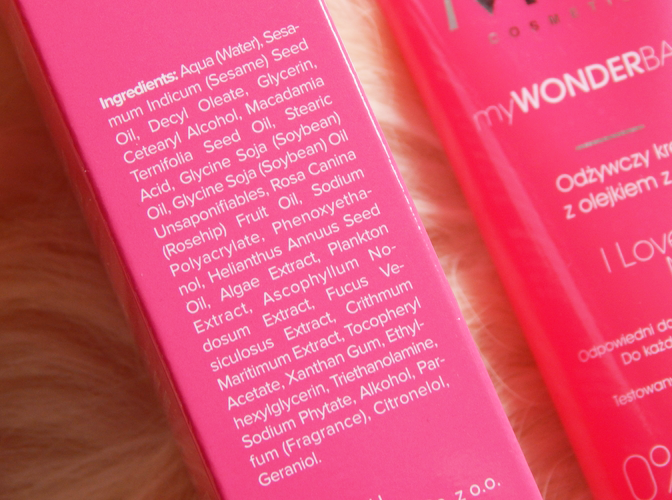 Ingredients: Aqua (Water), Sesa-
mum Indicum (Sesame) Seed
Oil, Decyl Oleate, Glycerin,
Cetearyl Alcohol, Macadamia
Ternifolia Seed Oil, Stearic
Acid, Glycine Soja (Soybean)
Oil, Glycine Soja (Soybean) Oil
Unsaponifiables, Rosa Canina
(Rosehip) Fruit Oil, Sodium
Polyacrylate, Phenoxyetha-
nol, Helianthus Annuus Seed
Oil, Algae Extract, Plankton
Extract, Ascophyllum No-
dosum Extract, Fucus Ve-
siculosus Extract, Crithmum
Maritimum Extract, Tocopheryl
Acetate, Xanthan Gum, Ethyl-
hexylglycerin, Triethanolamine,
Sodium Phytate, Alkohol, Par-
fum (Fragrance), Citronelol,
Geraniol.
z o.o.
COSMETI
myWONDERBA
Odżywczy kre
z olejkiem z
I Love
Odpowiedni d
Do każd
Testowan
0%